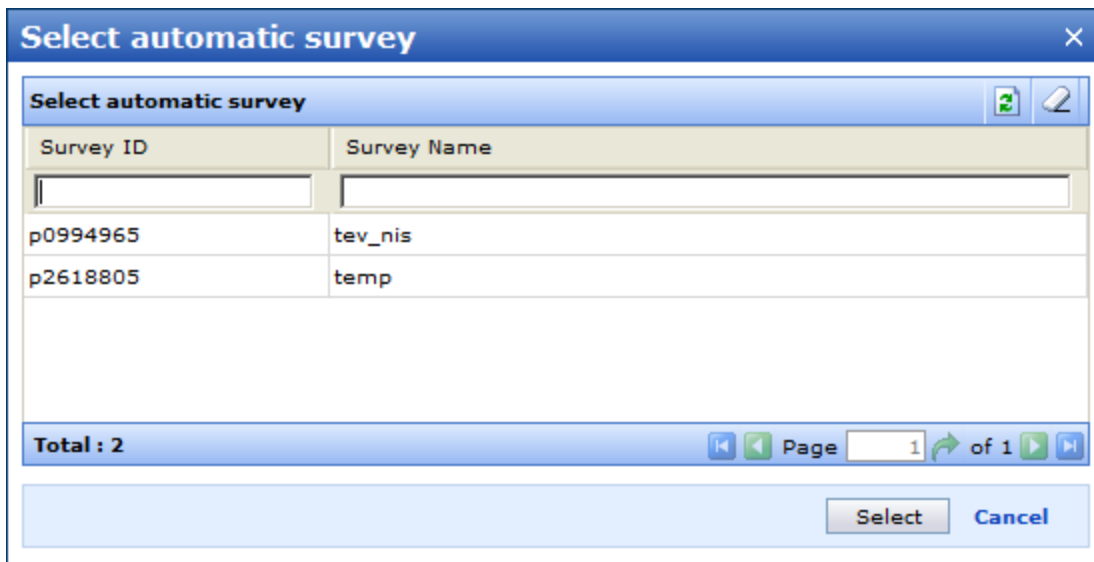 Select automatic survey
Select automatic survey
Survey ID Survey Name
p0994965 tev_nis
p2618805 temp
Total : 2 Page 1 of 1
Select Cancel